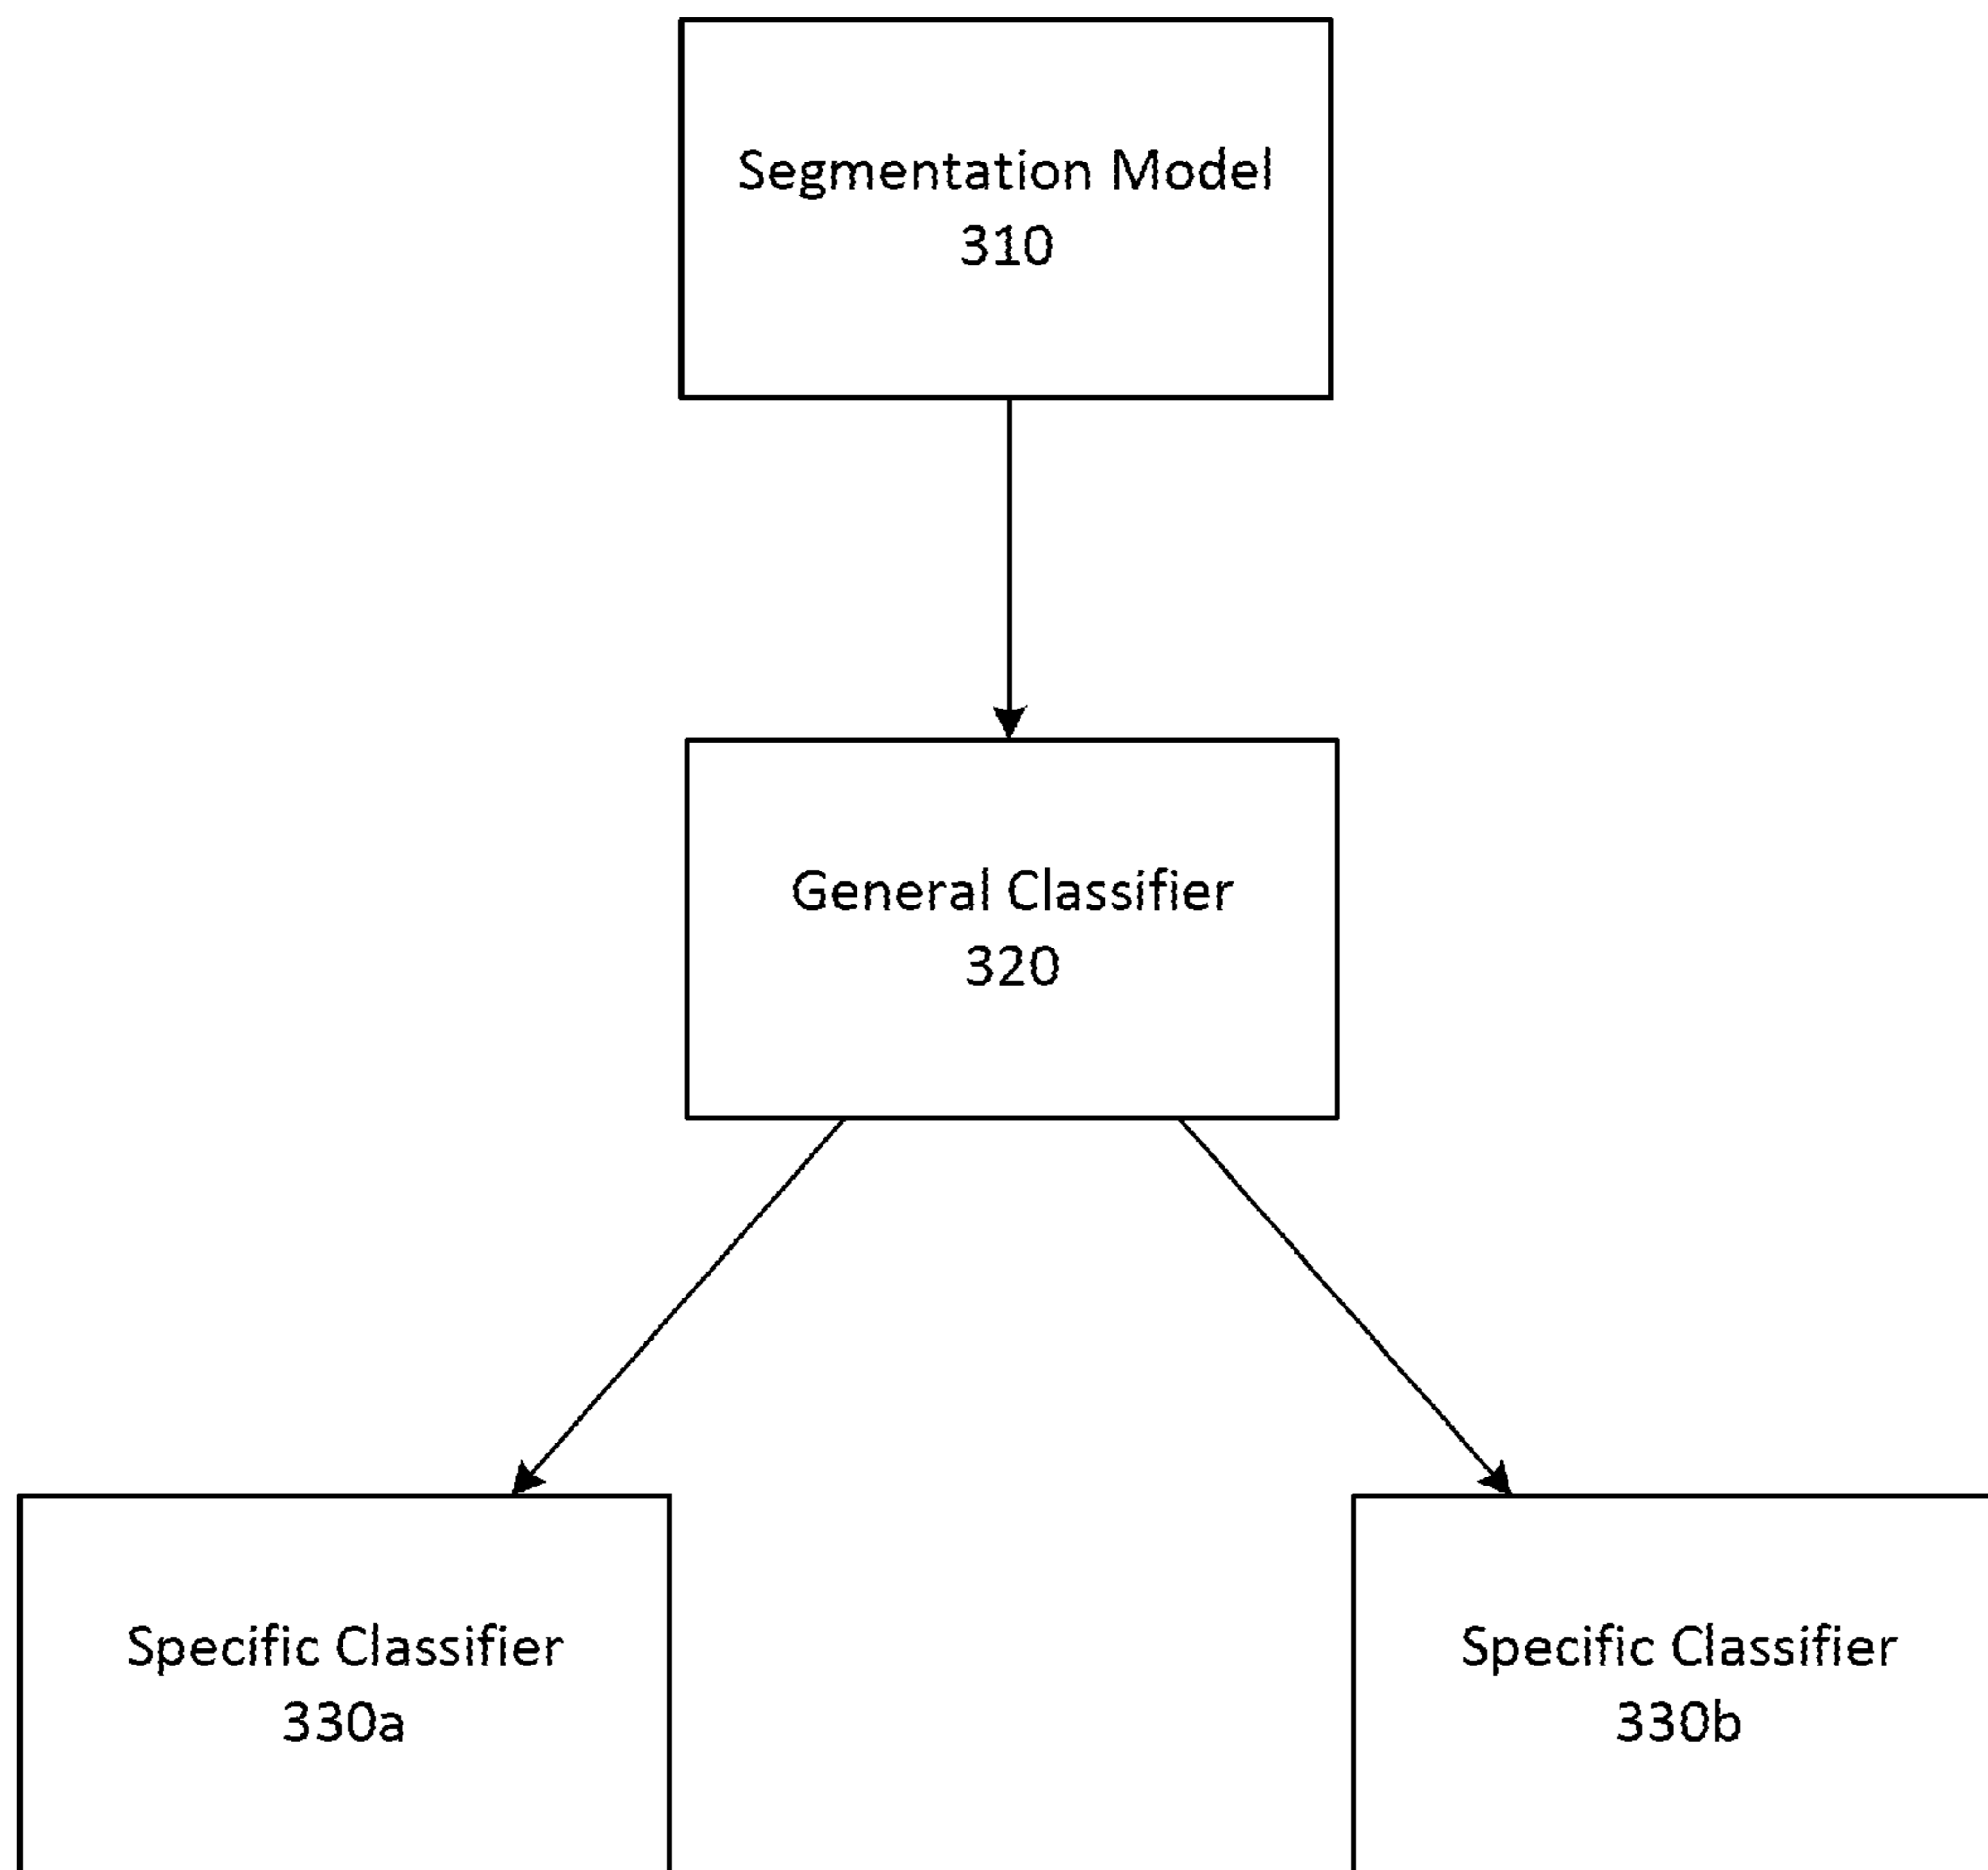 Segmentation Model
310
General Classifier
320
Specific Classifier
330a
Specific Classifier
330b